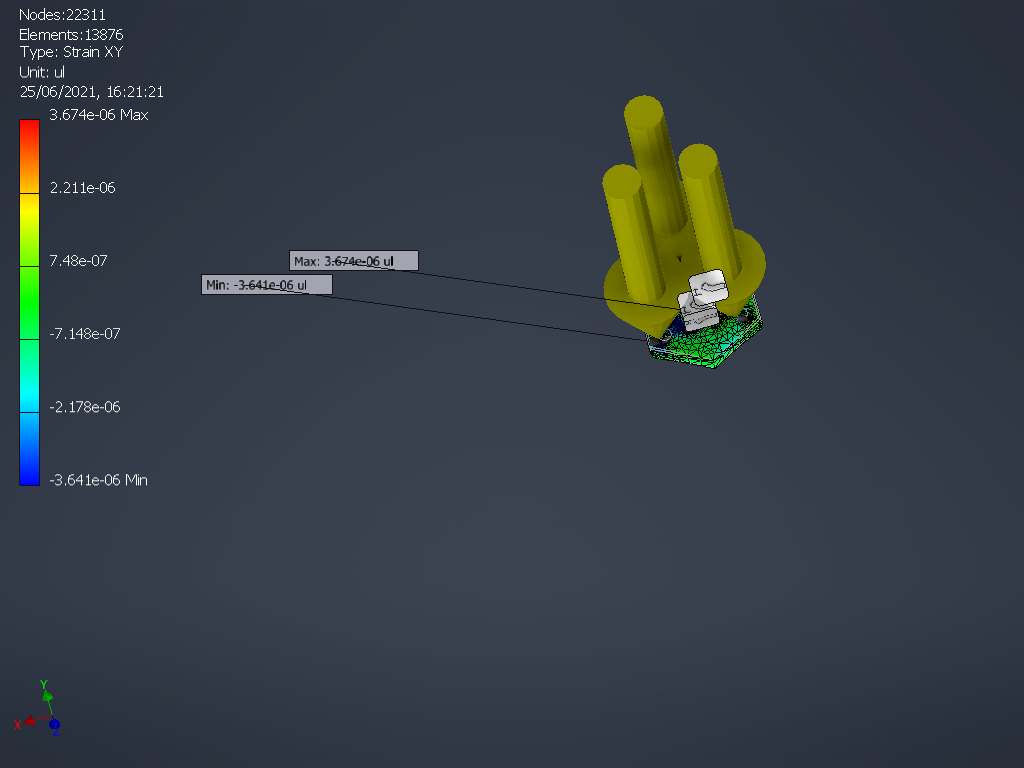 Nodes:22311
Elements:13876
Type: Strain XY
Unit: ul
25/06/2021, 16:21:21
3.674e-06 Max
2.211e-06
7.48e-07
-7.148e-07
-2.178e-06
-3.641e-06 Min
Max: 3.674e-06 ul
Min: -3.641e-06 ul
Y
X
Z